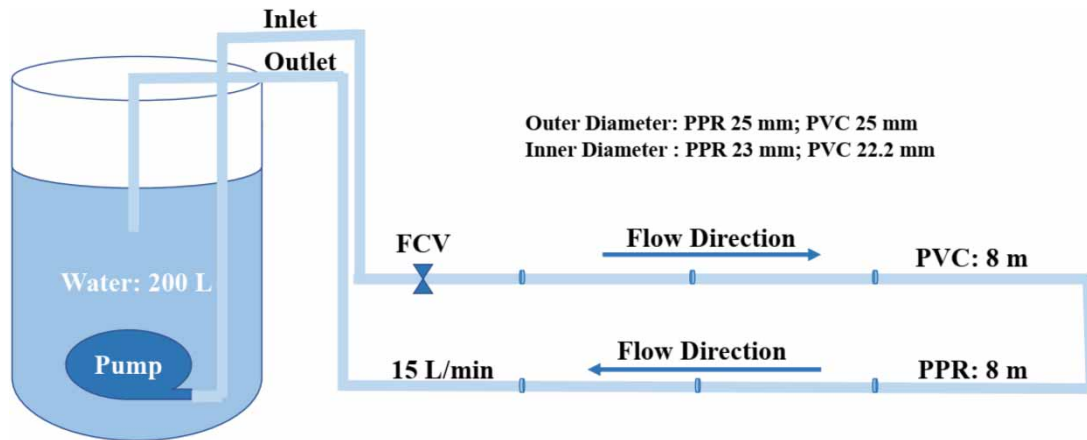 Inlet
Outlet
Outer Diameter: PPR 25 mm; PVC 25 mm
Inner Diameter : PPR 23 mm; PVC 22.2 mm
FCV
Flow Direction
PVC: 8 m
Water: 200 L
Pump
15 L/min
Flow Direction
PPR: 8 m